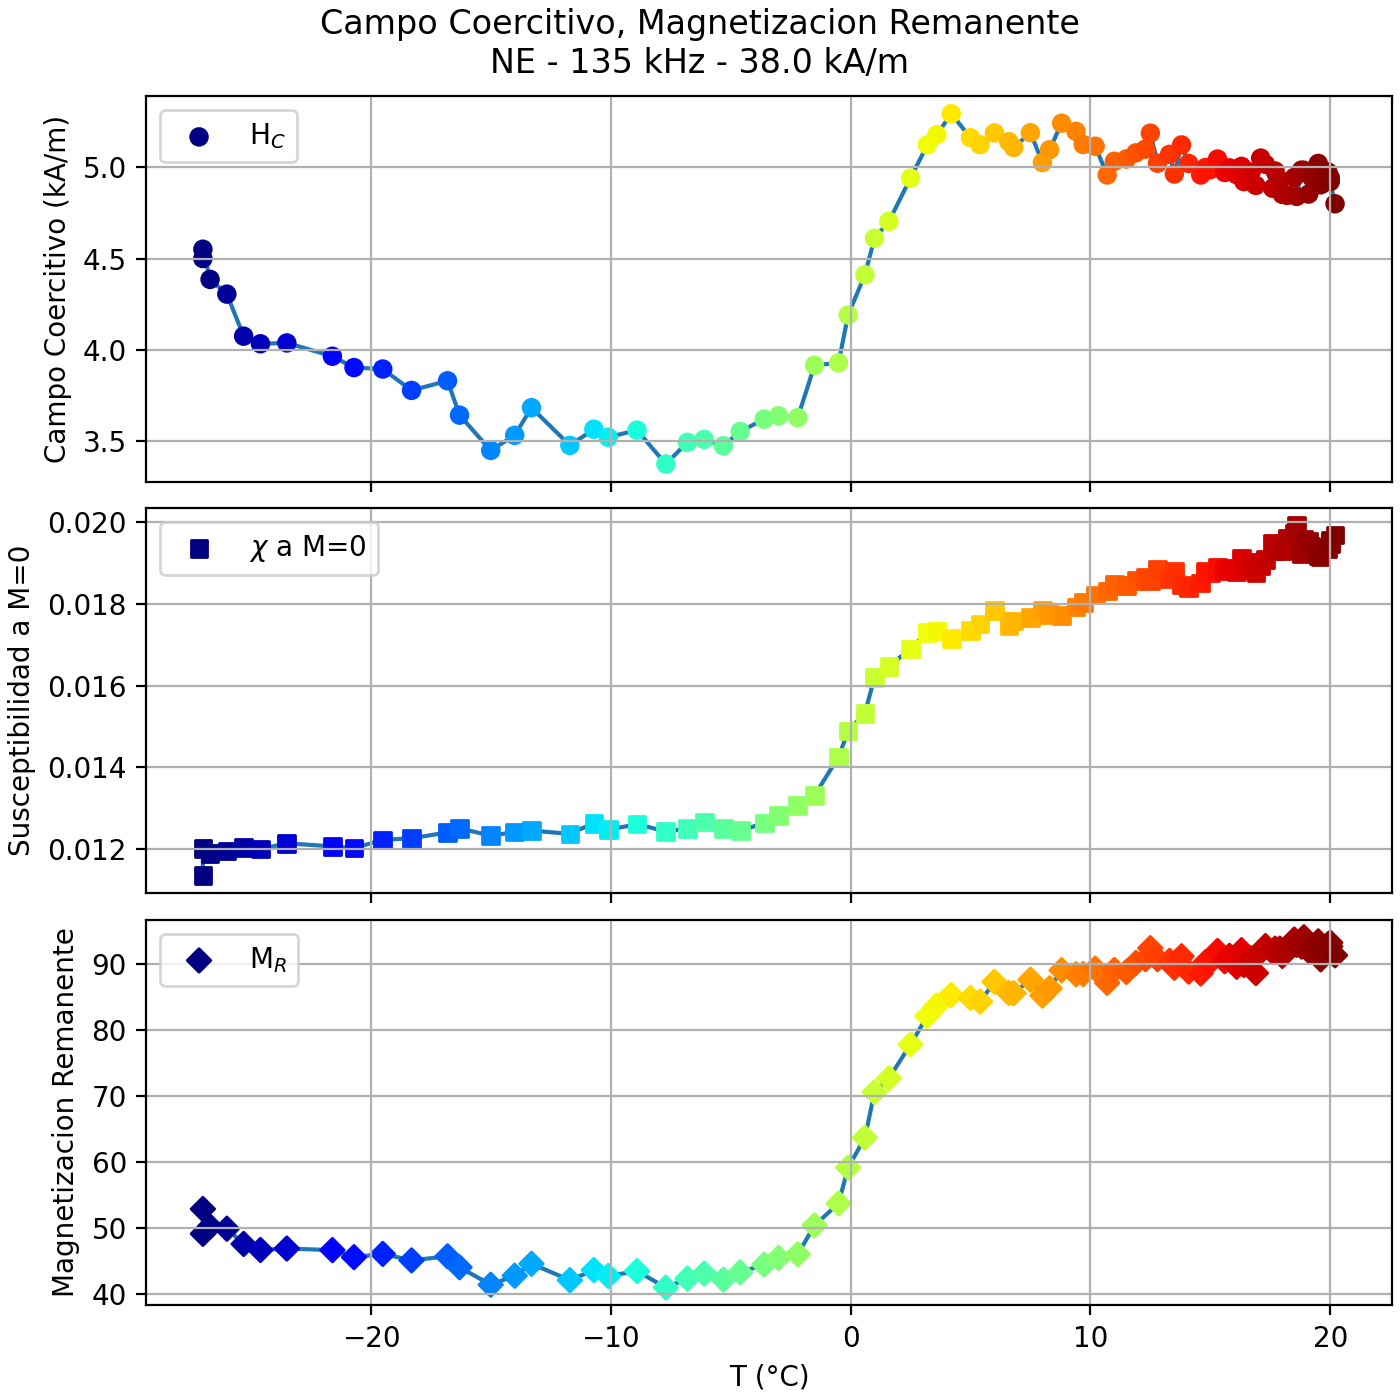 Campo Coercitivo, Magnetizacion Remanente
NE - 135 kHz - 38.0 kA/m
H_C
Campo Coercitivo (kA/m)
5.0
4.5
4.0
3.5
χ a M=0
Susceptibilidad a M=0
0.020
0.018
0.016
0.014
0.012
M_R
Magnetizacion Remanente
90
80
70
60
50
40
−20
−10
0
10
20
T (°C)